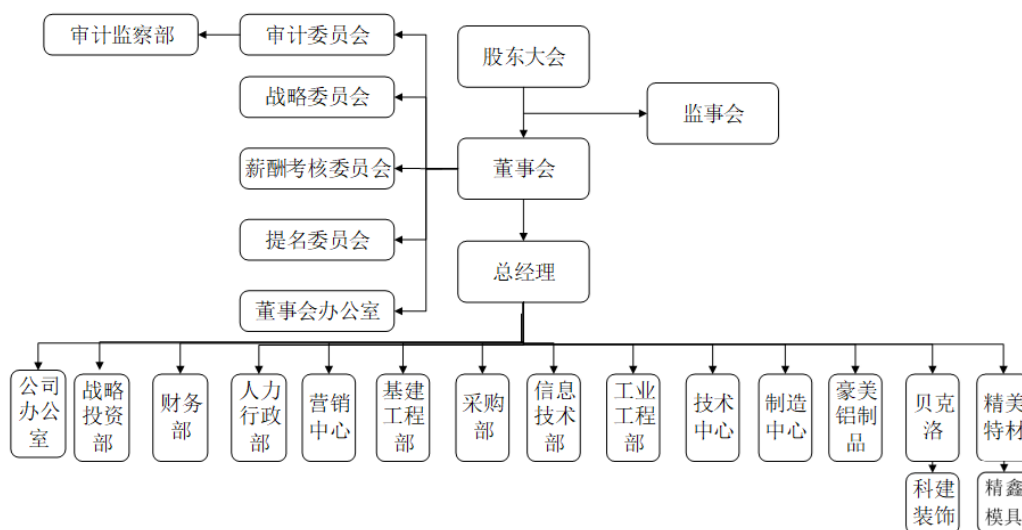 审计监察部
审计委员会
股东大会
战略委员会
监事会
薪酬考核委员会
董事会
提名委员会
总经理
董事会办公室
公司
办公
室
战略
投资
部
财务
部
人力
行政
部
营销
中心
基建
工程
部
采购
部
信息
技术
部
工业
工程
部
技术
中心
制造
中心
豪美
铝制
品
贝克
洛
精美
特材
科建
装饰
精鑫
模具